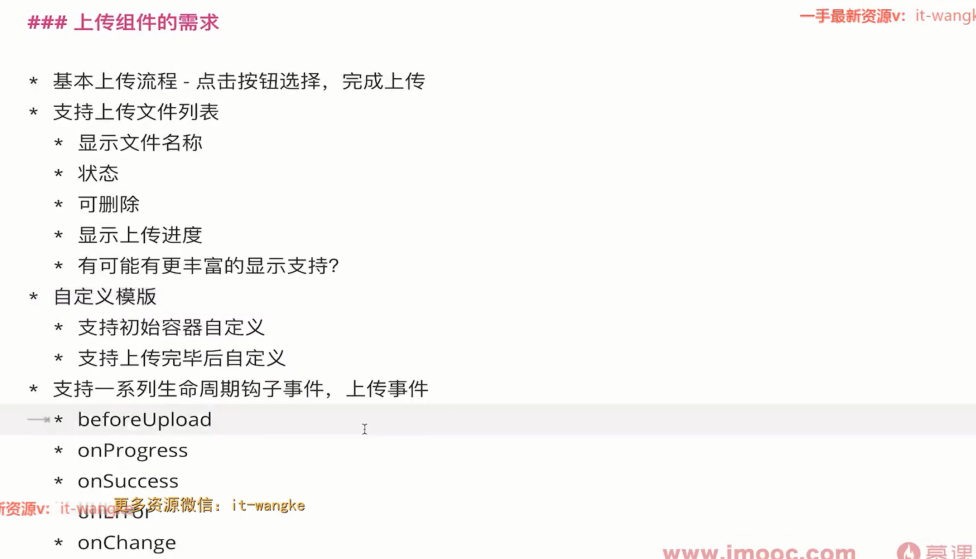 ### 上传组件的需求
一手最新资源v: it-wangk
* 基本上传流程 - 点击按钮选择，完成上传
* 支持上传文件列表
* 显示文件名称
* 状态
* 可删除
* 显示上传进度
* 有可能有更丰富的显示支持?
* 自定义模版
* 支持初始容器自定义
* 支持上传完毕后自定义
* 支持一系列生命周期钩子事件，上传事件
* beforeUpload
* onProgress
* onSuccess
新资源v: it-wangke
更多资源微信: it-wangke
* onError
* onChange
www.imooc.com 慕课